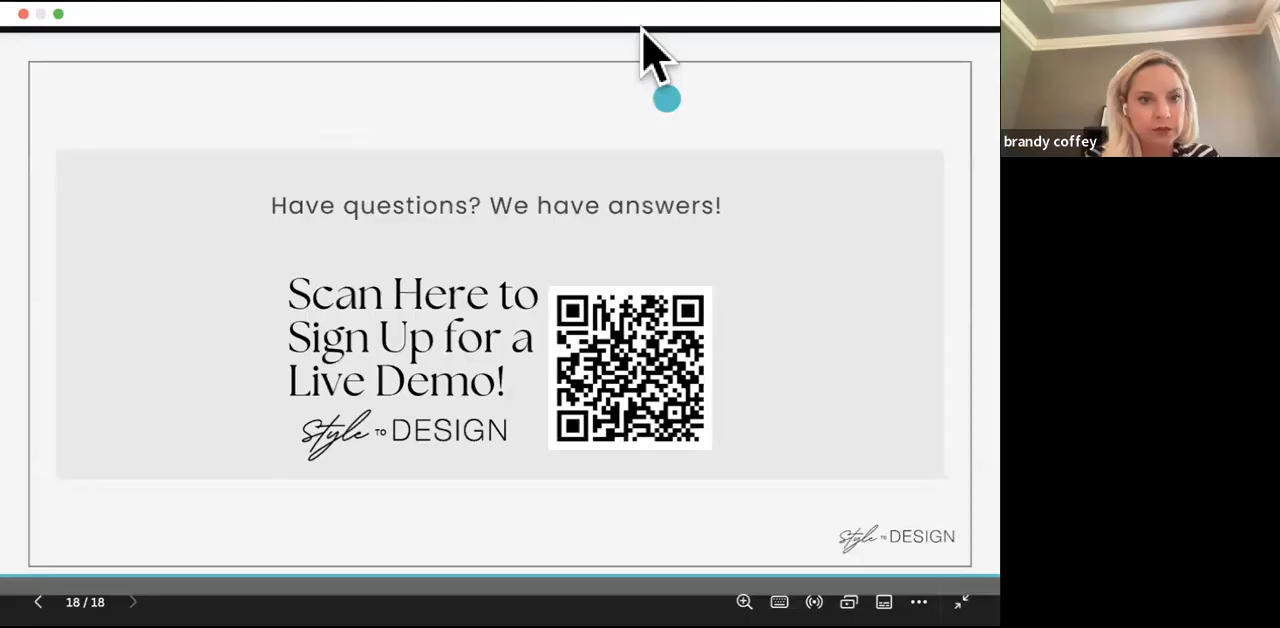 brandy coffey
Have questions? We have answers!
Scan Here to
Sign Up for a
Live Demo!
Style TO DESIGN
Style TO DESIGN
18 / 18